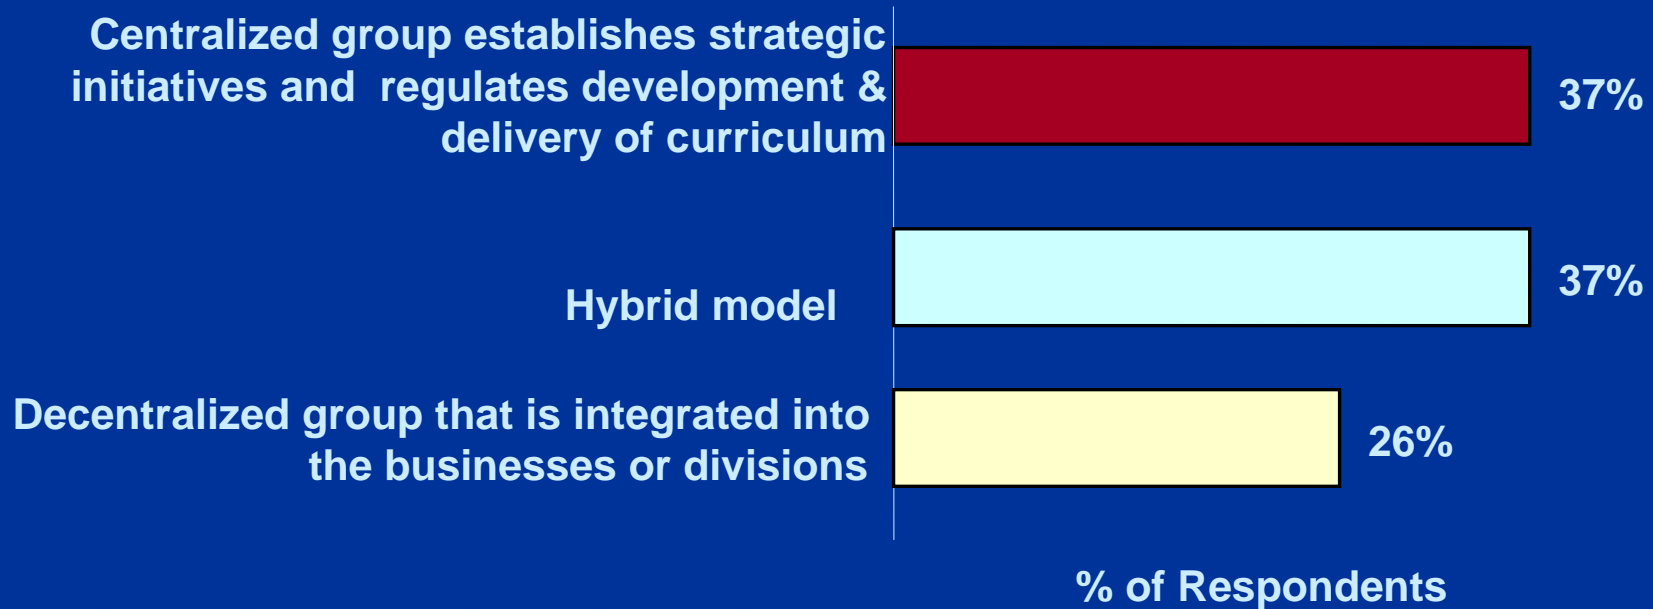 Centralized group establishes strategic
initiatives and  regulates development &
delivery of curriculum
37%
Hybrid model
37%
Decentralized group that is integrated into
the businesses or divisions
26%
% of Respondents